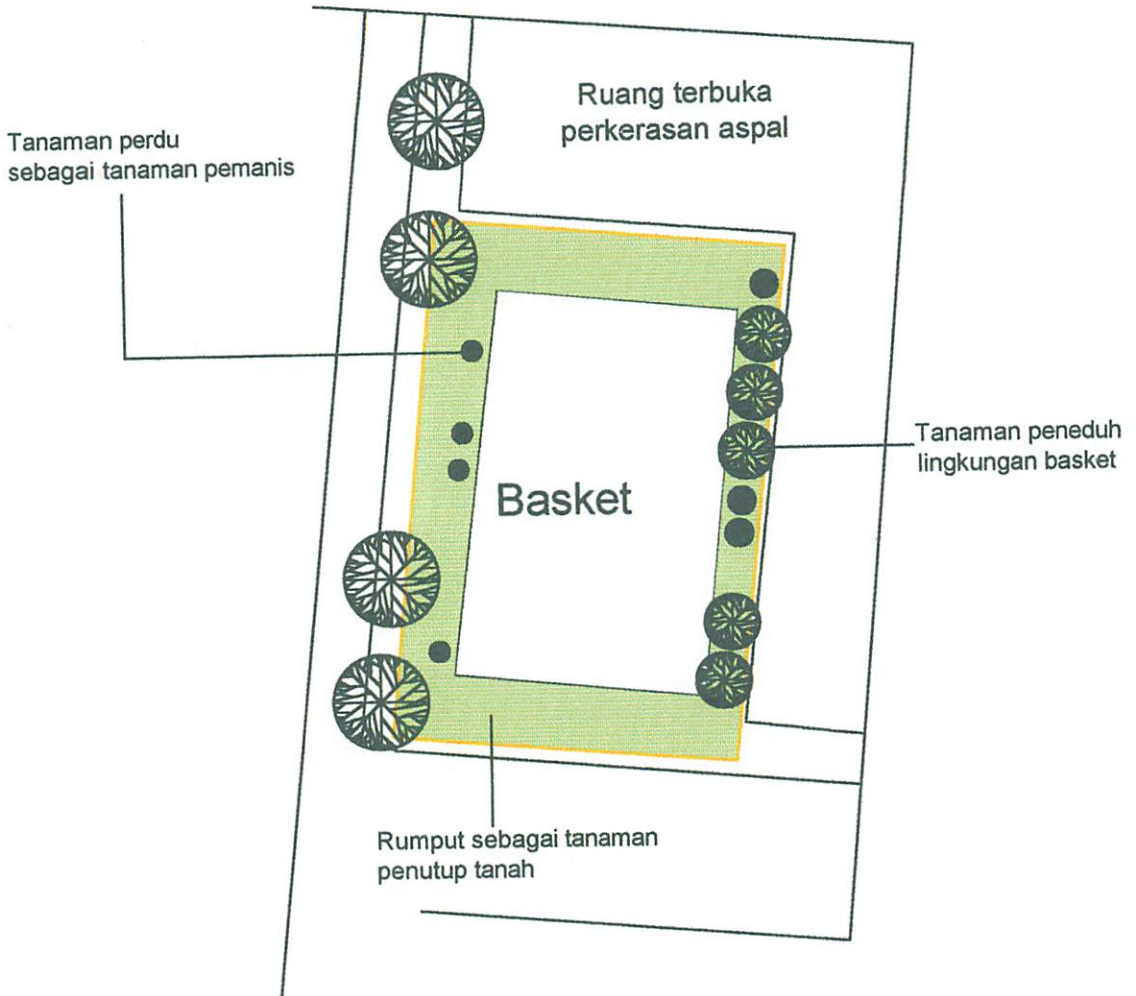 Ruang terbuka
perkerasan aspal
Tanaman perdu
sebagai tanaman pemanis
Tanaman peneduh
lingkungan basket
Basket
Rumput sebagai tanaman
penutup tanah